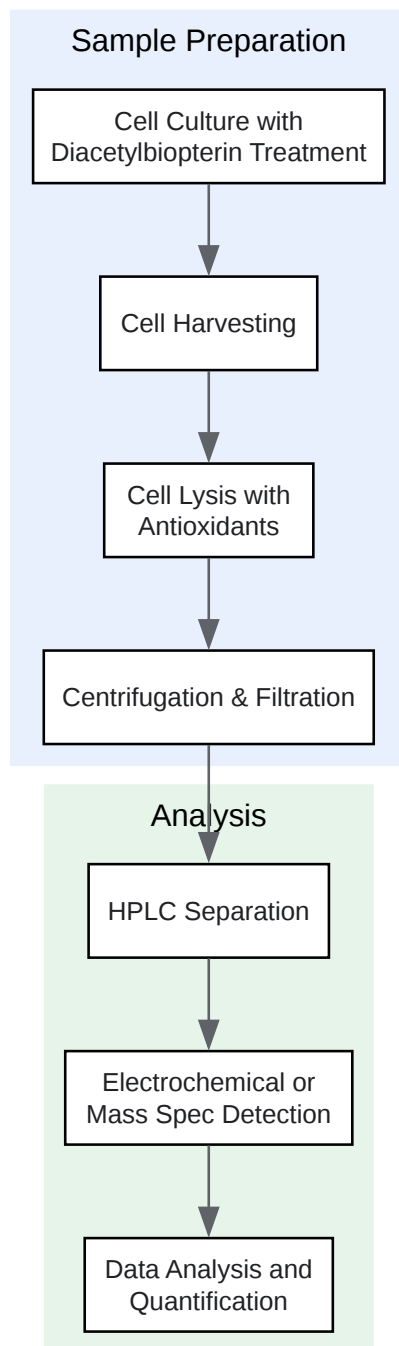 Sample Preparation
Cell Culture with
Diacetylbiopterin Treatment
Cell Harvesting
Cell Lysis with
Antioxidants
Centrifugation & Filtration
Analysis
HPLC Separation
Electrochemical or
Mass Spec Detection
Data Analysis and
Quantification